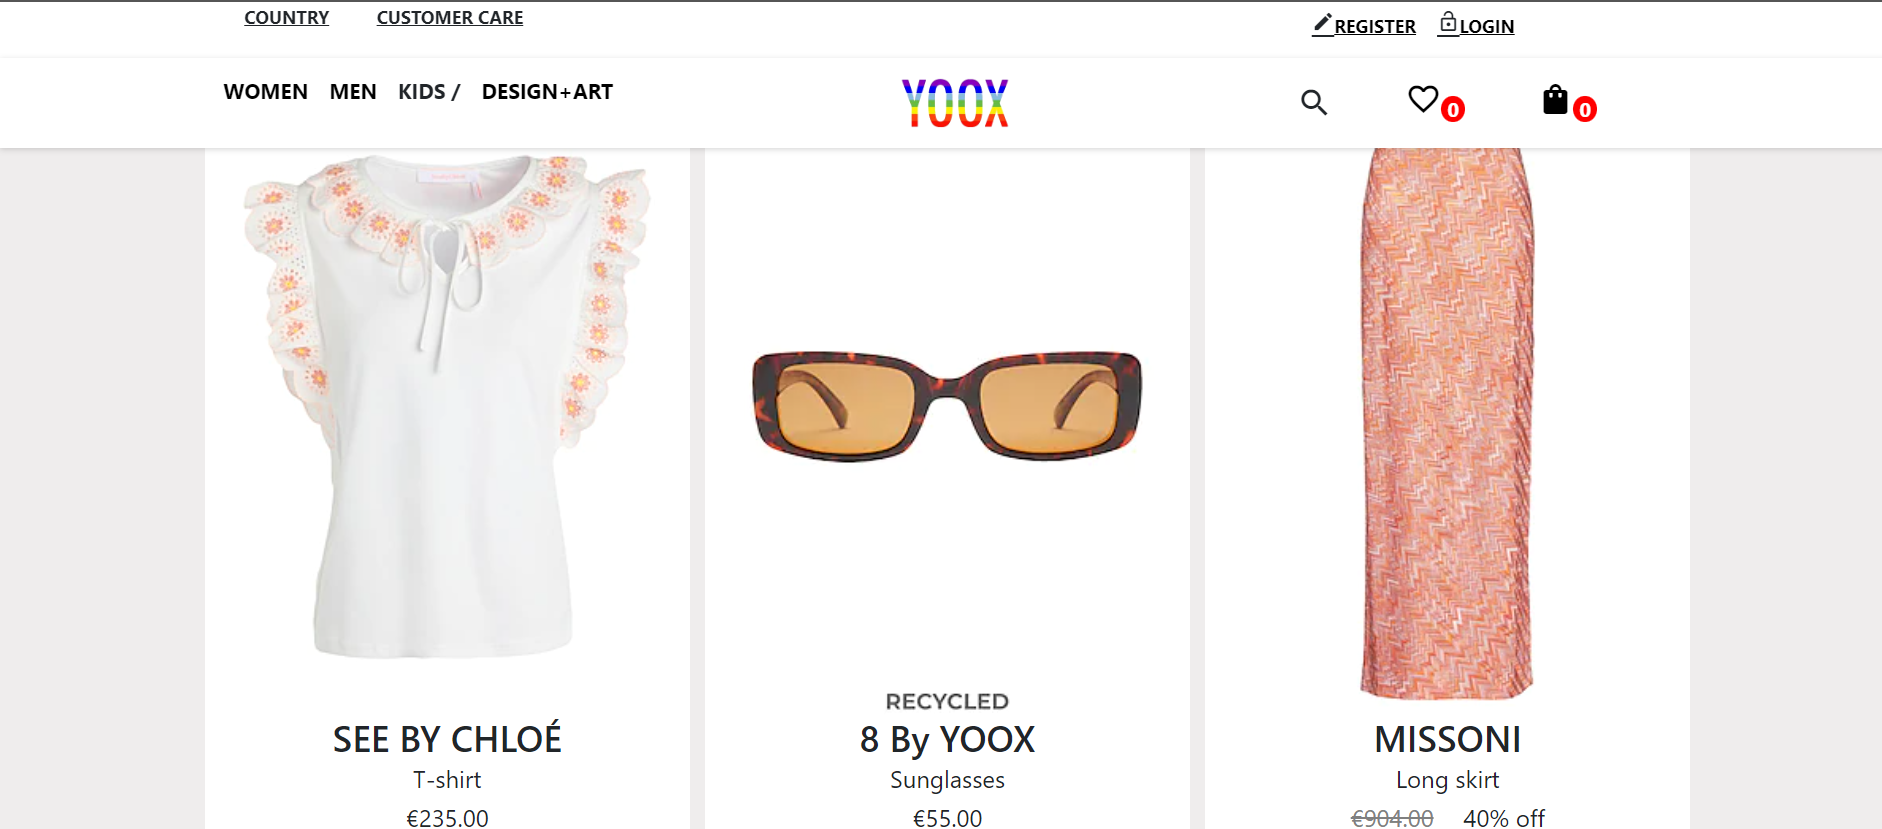 COUNTRY CUSTOMER CARE
REGISTER LOGIN
WOMEN MEN KIDS / DESIGN+ART
YOOX
0 0
RECYCLED
SEE BY CHLOÉ
T-shirt
€235.00
8 By YOOX
Sunglasses
€55.00
MISSONI
Long skirt
€904.00 40% off